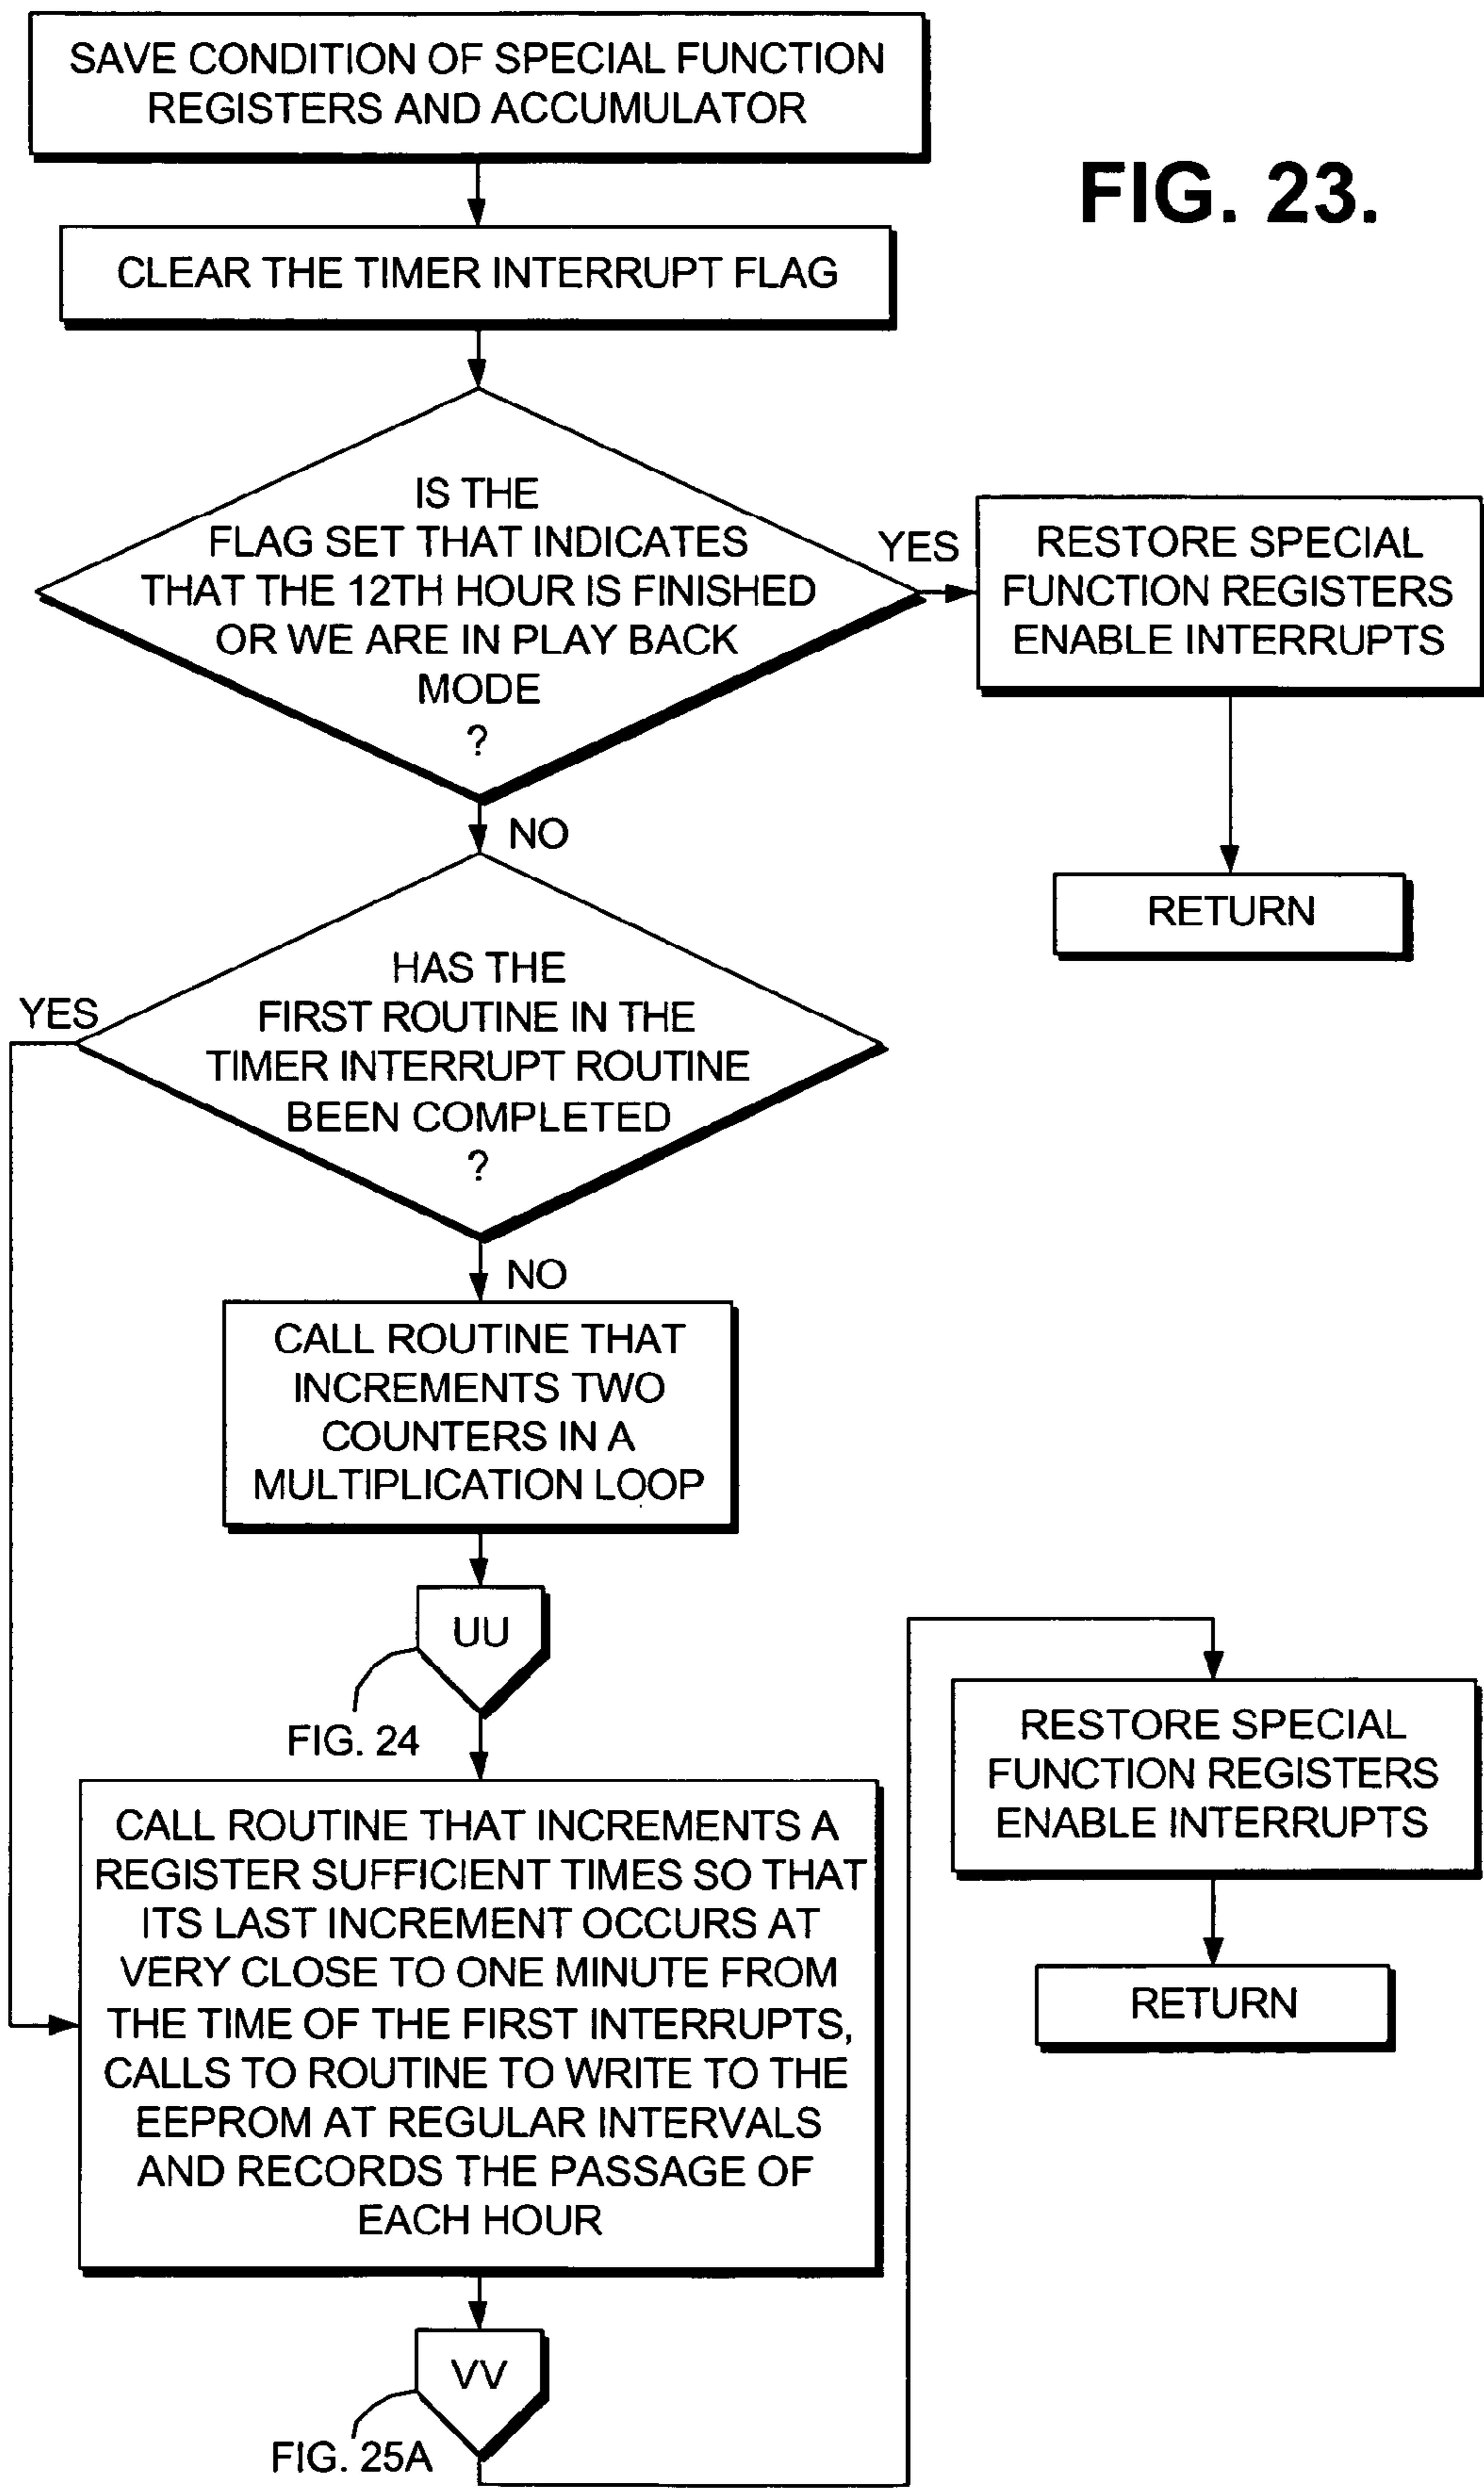 SAVE CONDITION OF SPECIAL FUNCTION
REGISTERS AND ACCUMULATOR
FIG. 23.
CLEAR THE TIMER INTERRUPT FLAG
IS THE
FLAG SET THAT INDICATES
THAT THE 12TH HOUR IS FINISHED
OR WE ARE IN PLAY BACK
MODE
?
YES
RESTORE SPECIAL
FUNCTION REGISTERS
ENABLE INTERRUPTS
RETURN
NO
HAS THE
FIRST ROUTINE IN THE
TIMER INTERRUPT ROUTINE
BEEN COMPLETED
?
YES
NO
CALL ROUTINE THAT
INCREMENTS TWO
COUNTERS IN A
MULTIPLICATION LOOP
UU
FIG. 24
CALL ROUTINE THAT INCREMENTS A
REGISTER SUFFICIENT TIMES SO THAT
ITS LAST INCREMENT OCCURS AT
VERY CLOSE TO ONE MINUTE FROM
THE TIME OF THE FIRST INTERRUPTS,
CALLS TO ROUTINE TO WRITE TO THE
EEPROM AT REGULAR INTERVALS
AND RECORDS THE PASSAGE OF
EACH HOUR
VV
FIG. 25A
RESTORE SPECIAL
FUNCTION REGISTERS
ENABLE INTERRUPTS
RETURN